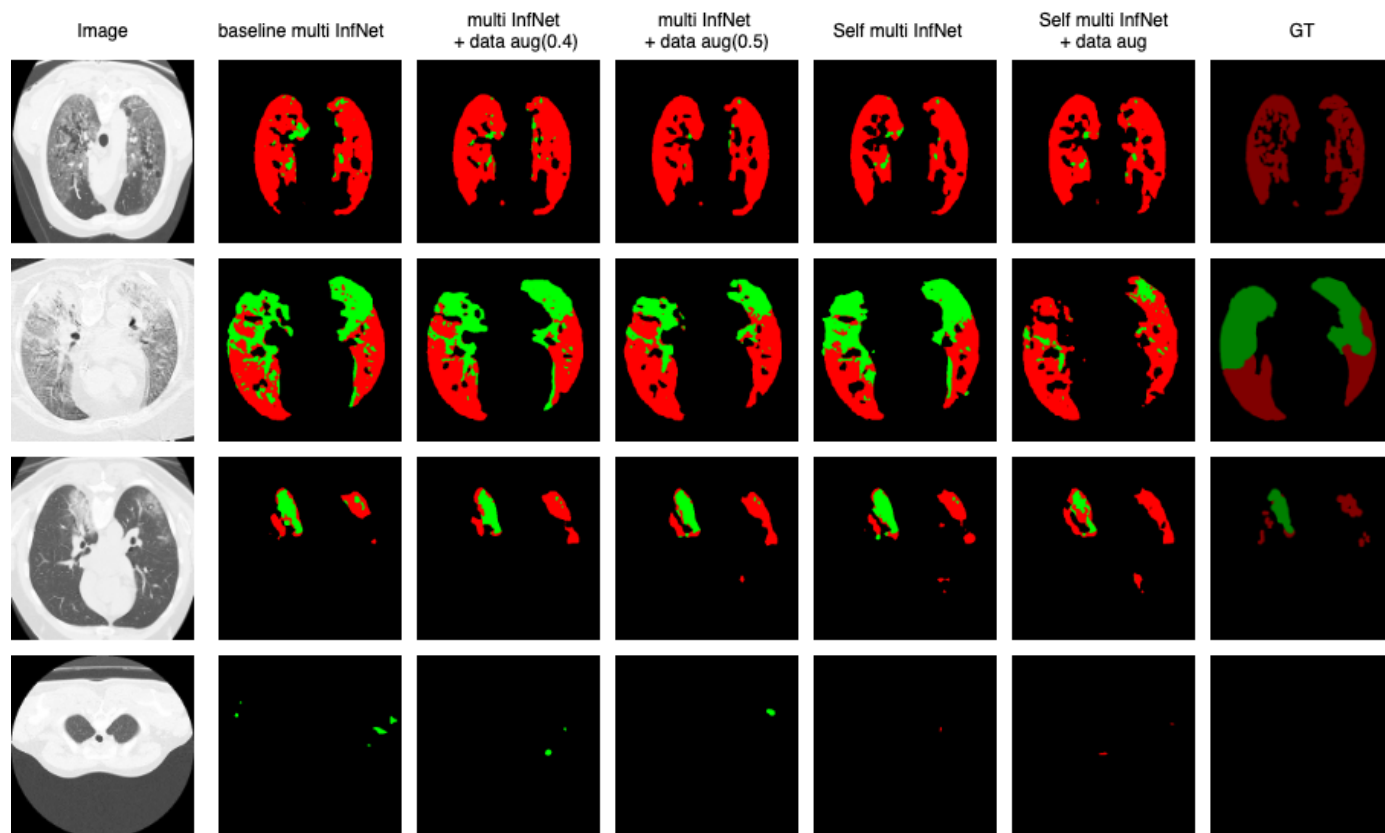 Image
baseline multi InfNet
multi InfNet
+ data aug(0.4)
multi InfNet
+ data aug(0.5)
Self multi InfNet
Self multi InfNet
+ data aug
GT